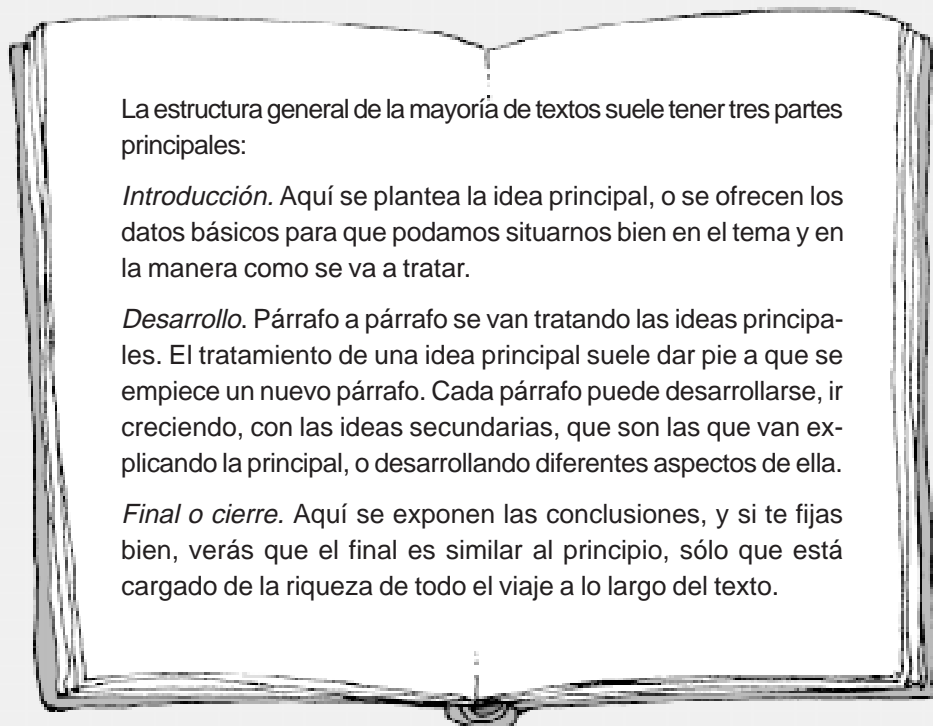 La estructura general de la mayoría de textos suele tener tres partes
principales:
Introducción. Aquí se plantea la idea principal, o se ofrecen los
datos básicos para que podamos situarnos bien en el tema y en
la manera como se va a tratar.
Desarrollo. Párrafo a párrafo se van tratando las ideas principa-
les. El tratamiento de una idea principal suele dar pie a que se
empiece un nuevo párrafo. Cada párrafo puede desarrollarse, ir
creciendo, con las ideas secundarias, que son las que van ex-
plicando la principal, o desarrollando diferentes aspectos de ella.
Final o cierre. Aquí se exponen las conclusiones, y si te fijas
bien, verás que el final es similar al principio, sólo que está
cargado de la riqueza de todo el viaje a lo largo del texto.